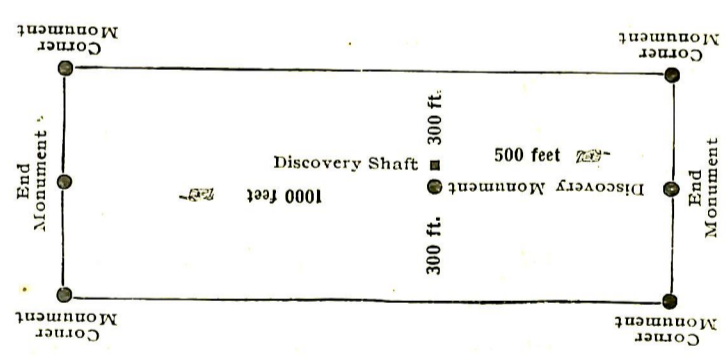 Corner
Monument
Corner
Monument
End
Monument
300 ft.
Discovery Shaft
500 feet
1000 feet
Discovery Monument
300 ft.
End
Monument
Corner
Monument
Corner
Monument